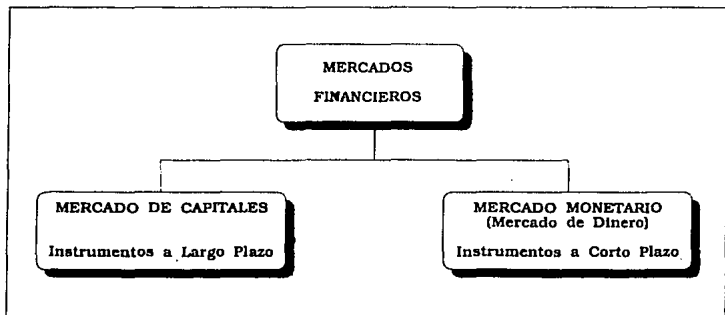 MERCADOS
FINANCIEROS
MERCADO DE CAPITALES
Instrumentos a Largo Plazo
MERCADO MONETARIO
(Mercado de Dinero)
Instrumentos a Corto Plazo